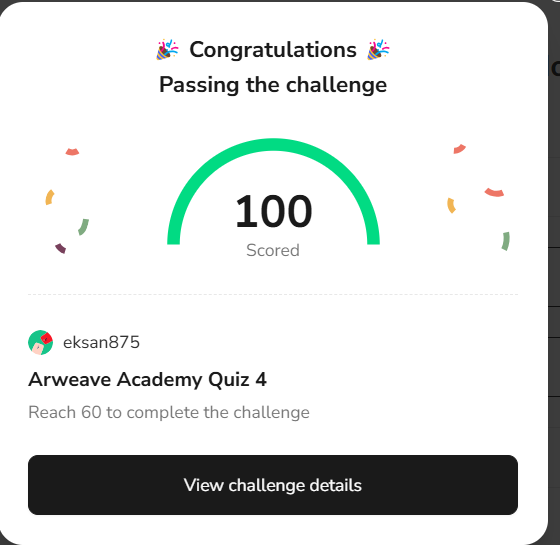 🎉 Congratulations 🎉
Passing the challenge
100
Scored
eksan875
Arweave Academy Quiz 4
Reach 60 to complete the challenge
View challenge details